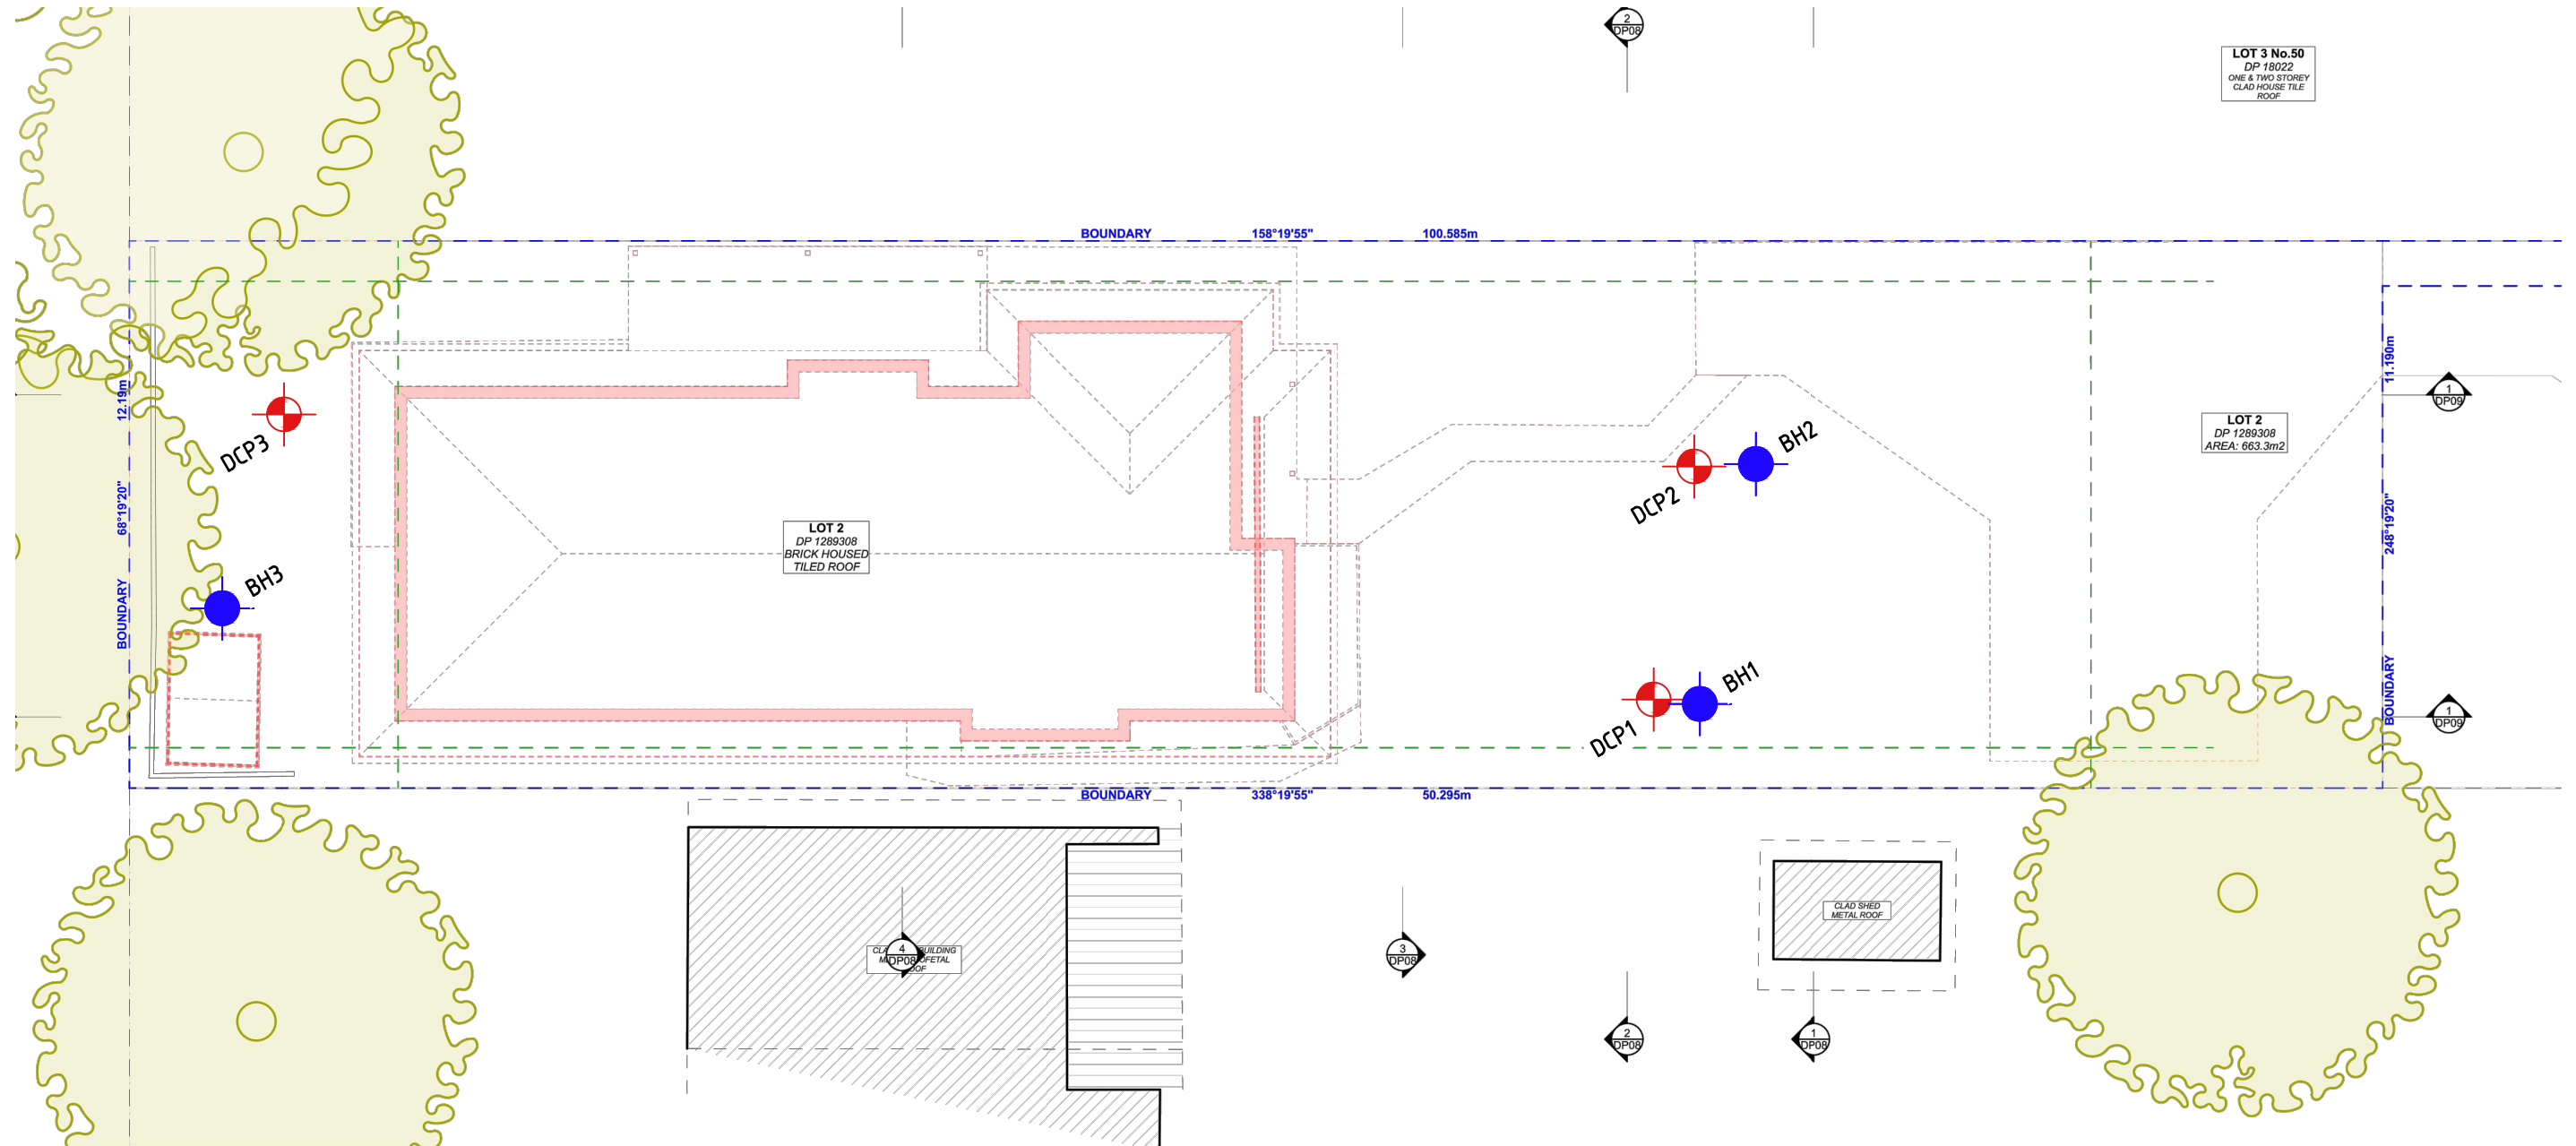 2
DP08
LOT 3 No.50
DP 18022
ONE & TWO STOREY
CLAD HOUSE TILE
ROOF
BOUNDARY 158°19'55" 100.585m
12.19m
68°19'20"
BOUNDARY
DCP3
BH3
LOT 2
DP 1289308
BRICK HOUSED
TILED ROOF
DCP2
BH2
DCP1
BH1
LOT 2
DP 1289308
AREA: 663.3m2
11.190m
248°19'20"
BOUNDARY
1
DP09
1
DP09
BOUNDARY 338°19'55" 50.295m
CLAD SHED
METAL ROOF
4
DP08
3
DP08
2
DP08
1
DP08